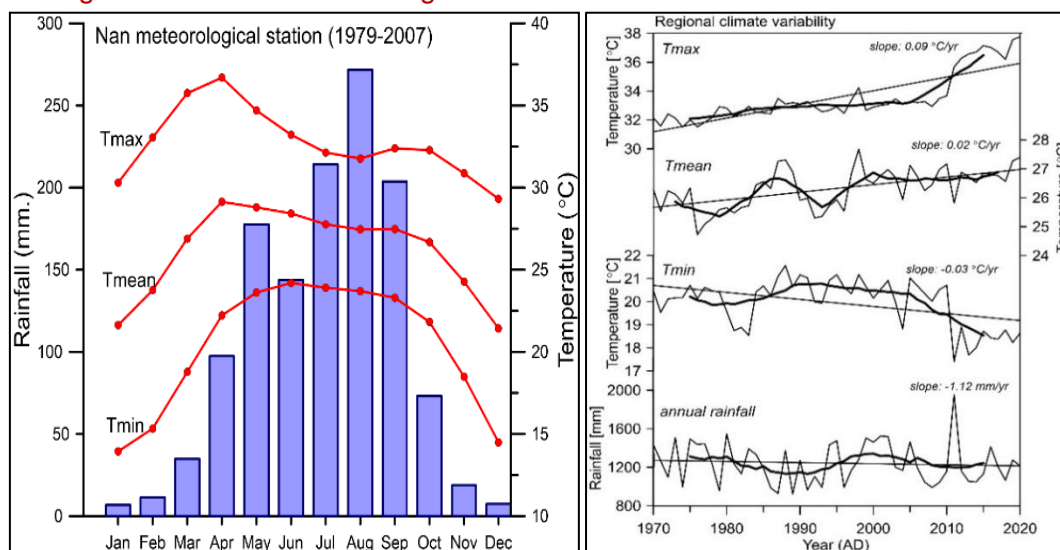 Nan meteorological station (1979-2007)
Rainfall (mm.)
300
250
200
150
100
50
0
Tmax
Tmean
Tmin
40
35
30
25
20
15
10
Temperature (°C)
Jan Feb Mar Apr May Jun Jul Aug Sep Oct Nov Dec
Regional climate variability
Tmax
slope: 0.09 °C/yr
Temperature [°C]
38
36
34
32
30
Tmean
slope: 0.02 °C/yr
28
27
26
25
24
Tmin
slope: -0.03 °C/yr
Temperature [°C]
22
21
20
19
18
17
annual rainfall
slope: -1.12 mm/yr
Rainfall [mm]
2000
1600
1200
800
1970 1980 1990 2000 2010 2020
Year (AD)